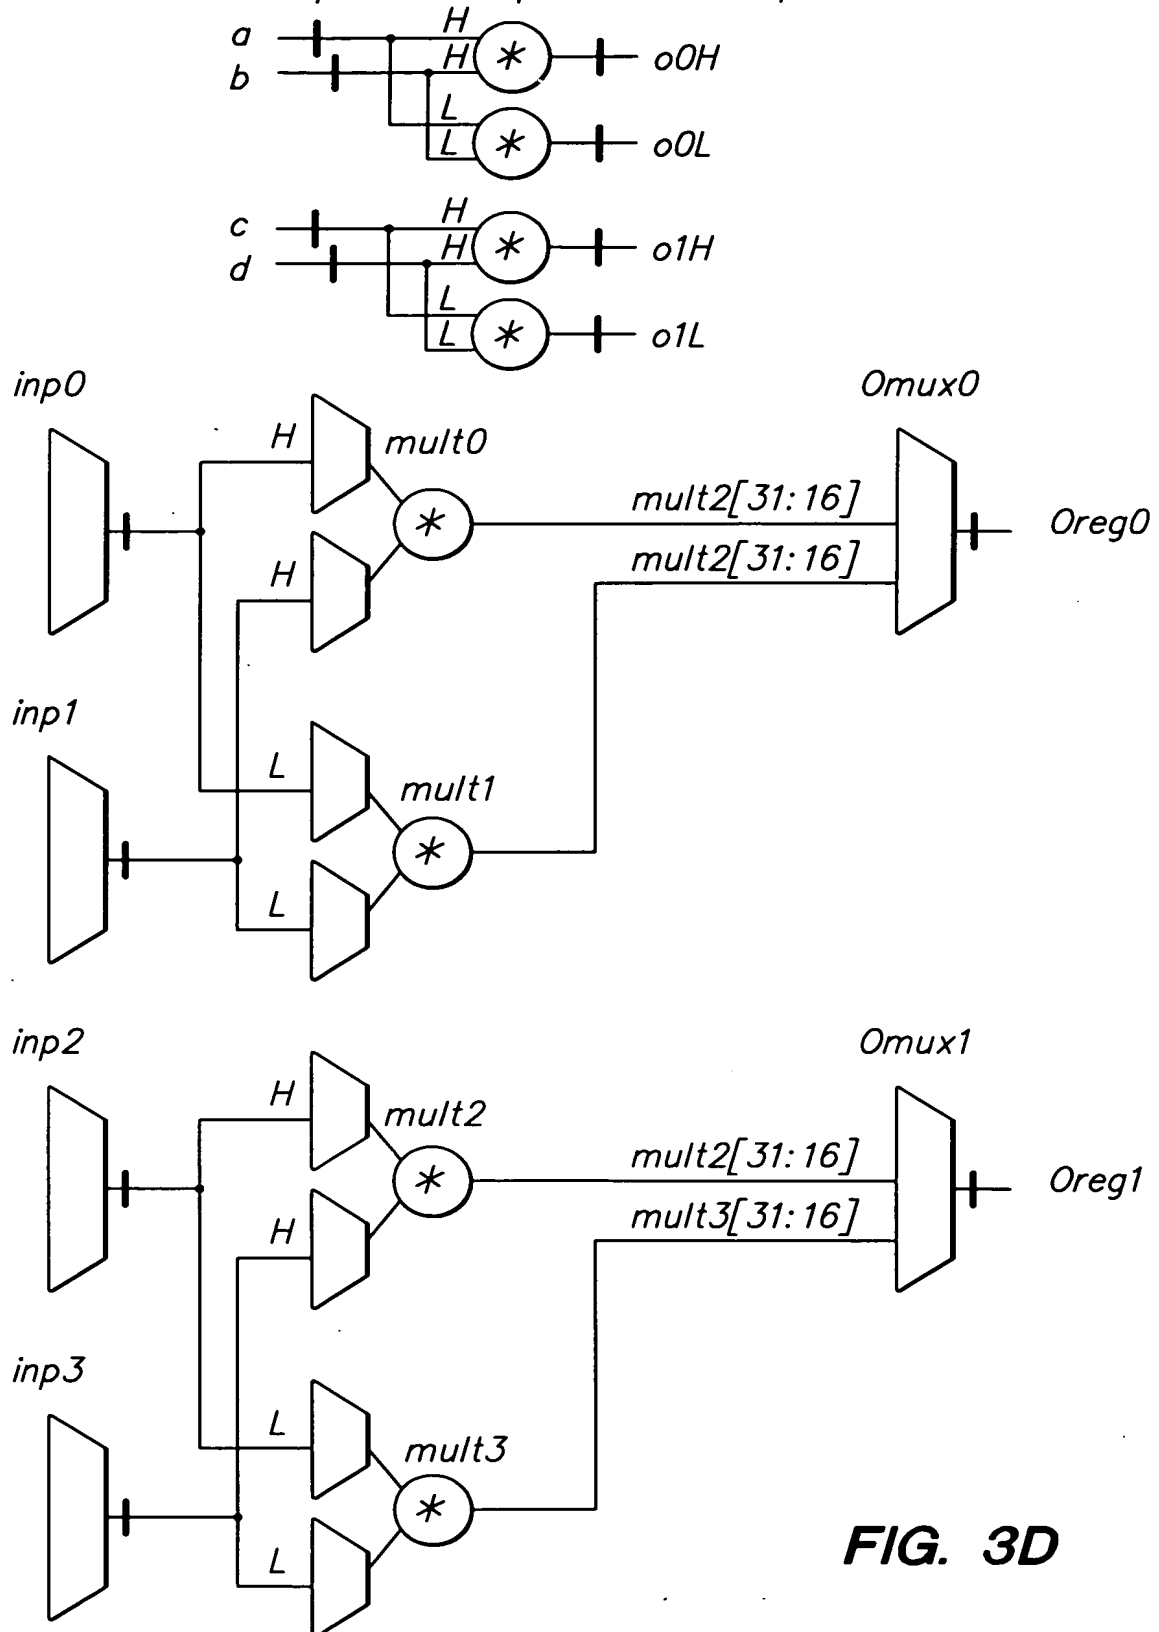 a
H
H
*
o0H
b
L
L
*
o0L
c
H
H
*
o1H
d
L
L
*
o1L
inp0
Omux0
H
mult0
*
mult2[31:16]
Oreg0
mult2[31:16]
H
inp1
L
mult1
*
L
inp2
Omux1
H
mult2
*
mult2[31:16]
Oreg1
mult3[31:16]
H
inp3
L
mult3
*
L
FIG. 3D